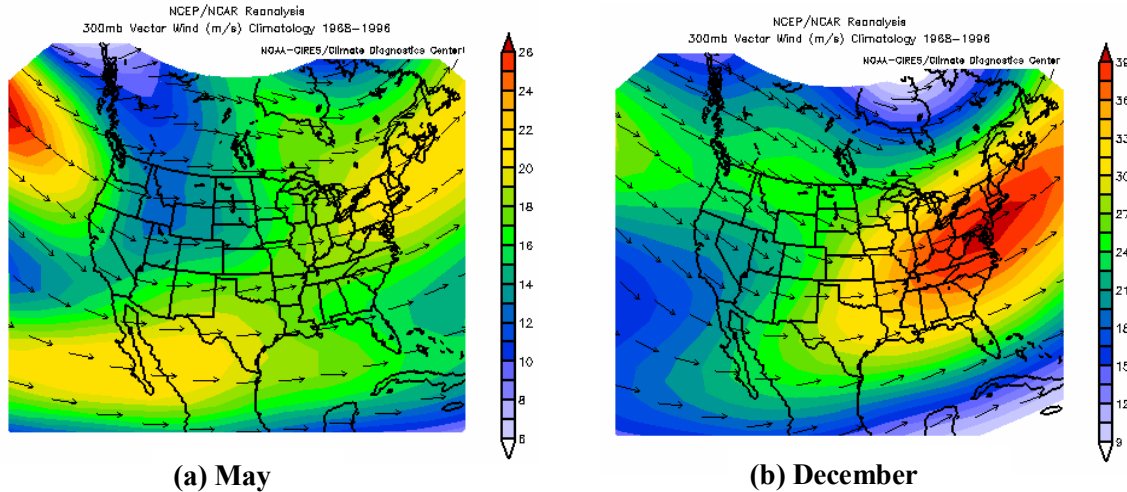 NCEP/NCAR Reanalysis
300mb Vector Wind (m/s) Climatology 1968-1996
NOAA-CIRES/Climate Diagnostics Center
26
24
22
20
18
16
14
12
10
8
6
(a) May
NCEP/NCAR Reanalysis
300mb Vector Wind (m/s) Climatology 1968-1996
NOAA-CIRES/Climate Diagnostics Center
39
36
33
30
27
24
21
18
15
12
9
(b) December